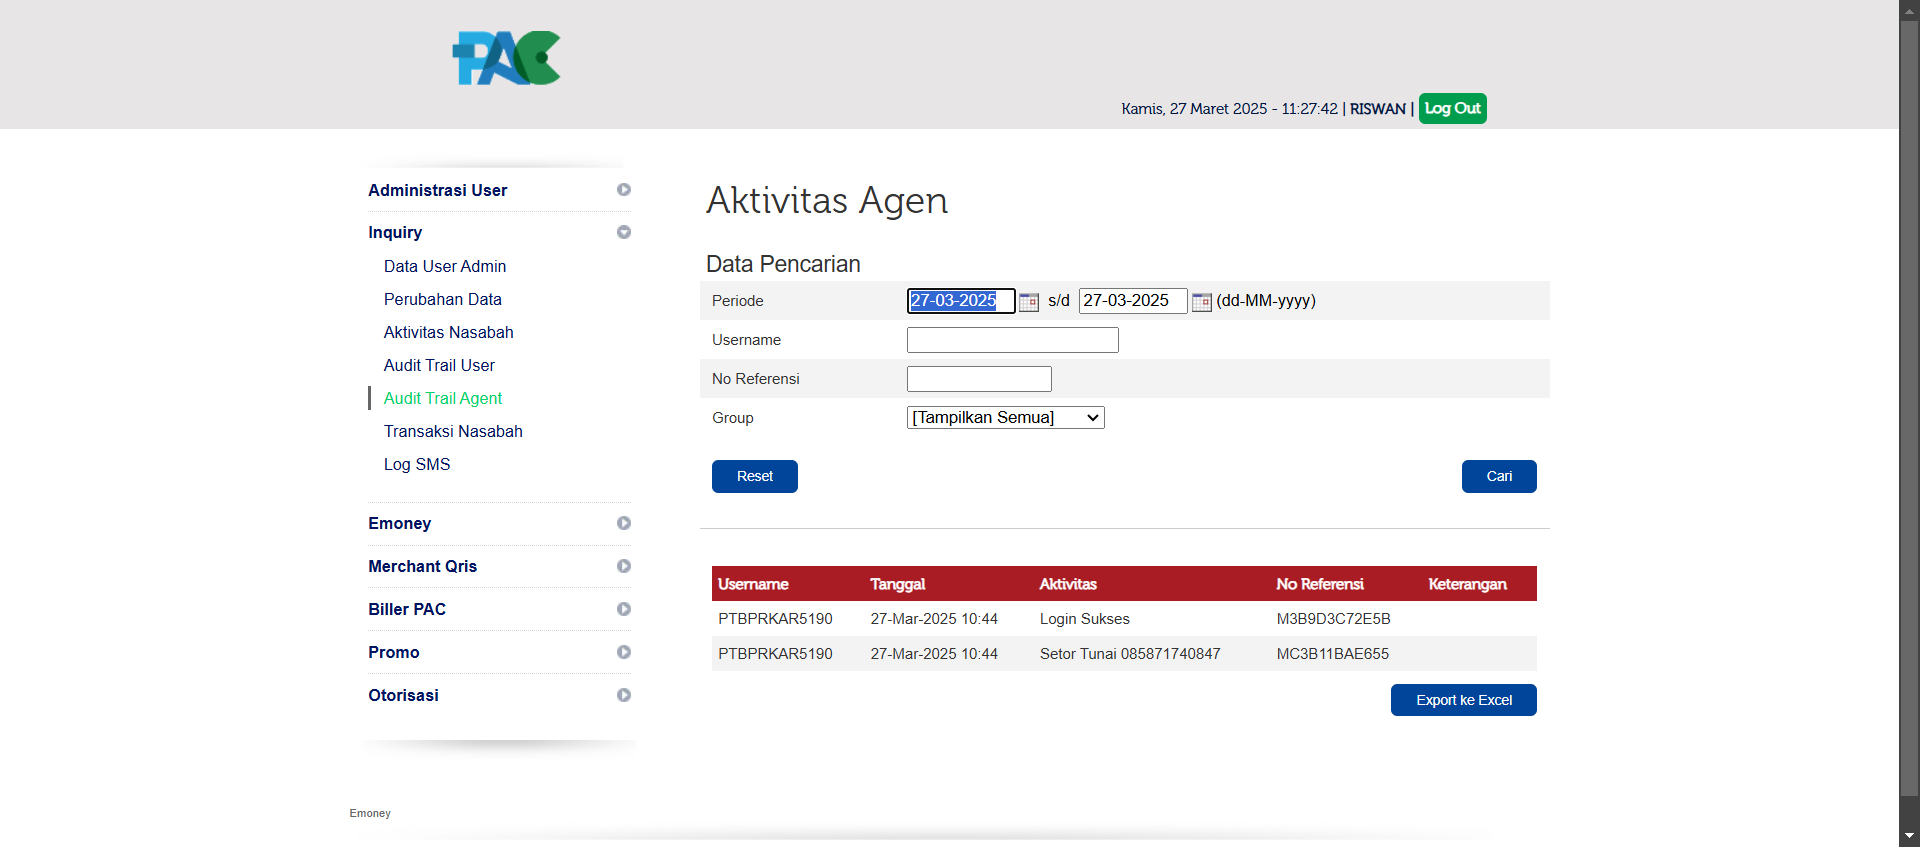 PAC
Kamis, 27 Maret 2025 - 11:27:42 | RISWAN | Log Out
Administrasi User
Inquiry
Data User Admin
Perubahan Data
Aktivitas Nasabah
Audit Trail User
Audit Trail Agent
Transaksi Nasabah
Log SMS
Emoney
Merchant Qris
Biller PAC
Promo
Otorisasi
Aktivitas Agen
Data Pencarian
Periode 27-03-2025 s/d 27-03-2025 (dd-MM-yyyy)
Username
No Referensi
Group [Tampilkan Semua]
Reset Cari
Username Tanggal Aktivitas No Referensi Keterangan
PTBPRKAR5190 27-Mar-2025 10:44 Login Sukses M3B9D3C72E5B
PTBPRKAR5190 27-Mar-2025 10:44 Setor Tunai 085871740847 MC3B11BAE655
Export ke Excel
Emoney